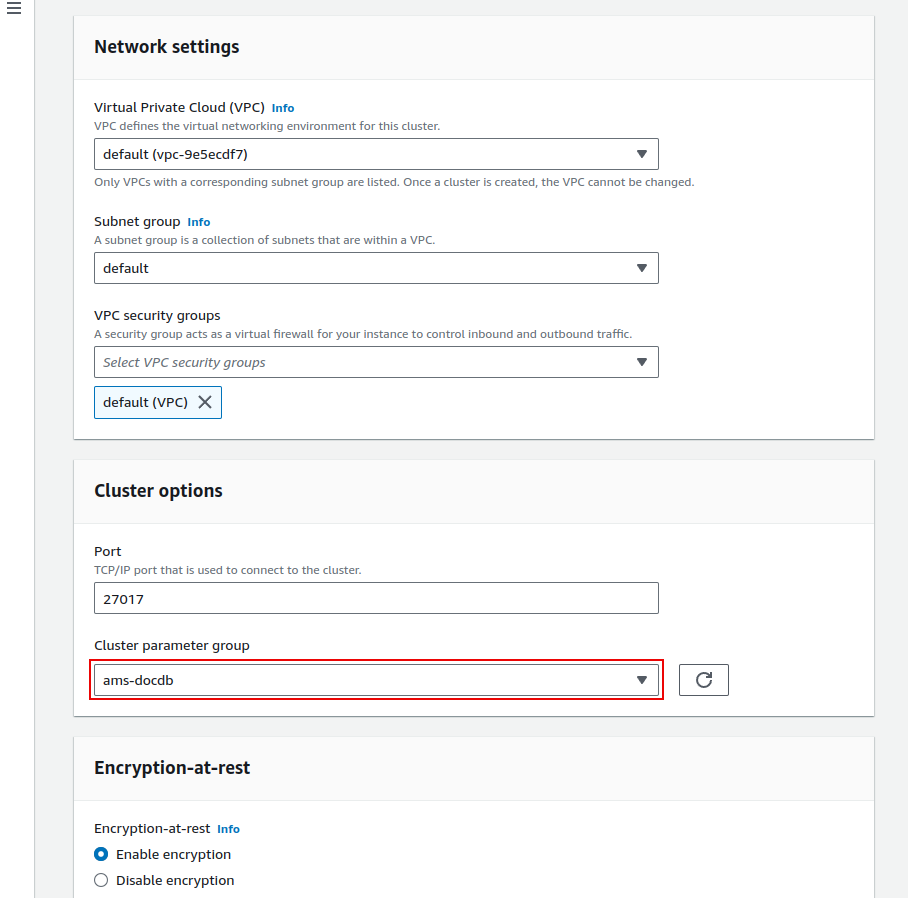 Network settings
Virtual Private Cloud (VPC) Info
VPC defines the virtual networking environment for this cluster.
default (vpc-9e5ecdf7)
Only VPCs with a corresponding subnet group are listed. Once a cluster is created, the VPC cannot be changed.
Subnet group Info
A subnet group is a collection of subnets that are within a VPC.
default
VPC security groups
A security group acts as a virtual firewall for your instance to control inbound and outbound traffic.
Select VPC security groups
default (VPC)
Cluster options
Port
TCP/IP port that is used to connect to the cluster.
27017
Cluster parameter group
ams-docdb
Encryption-at-rest
Encryption-at-rest Info
Enable encryption
Disable encryption